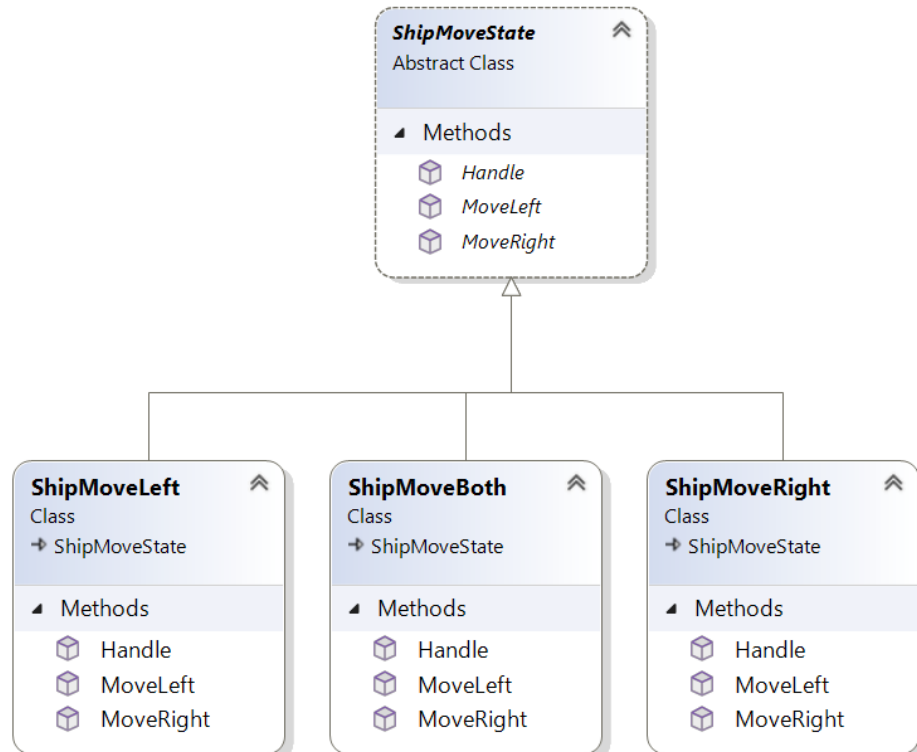 ShipMoveState
Abstract Class
Methods
Handle
MoveLeft
MoveRight
ShipMoveLeft
Class
ShipMoveState
Methods
Handle
MoveLeft
MoveRight
ShipMoveBoth
Class
ShipMoveState
Methods
Handle
MoveLeft
MoveRight
ShipMoveRight
Class
ShipMoveState
Methods
Handle
MoveLeft
MoveRight